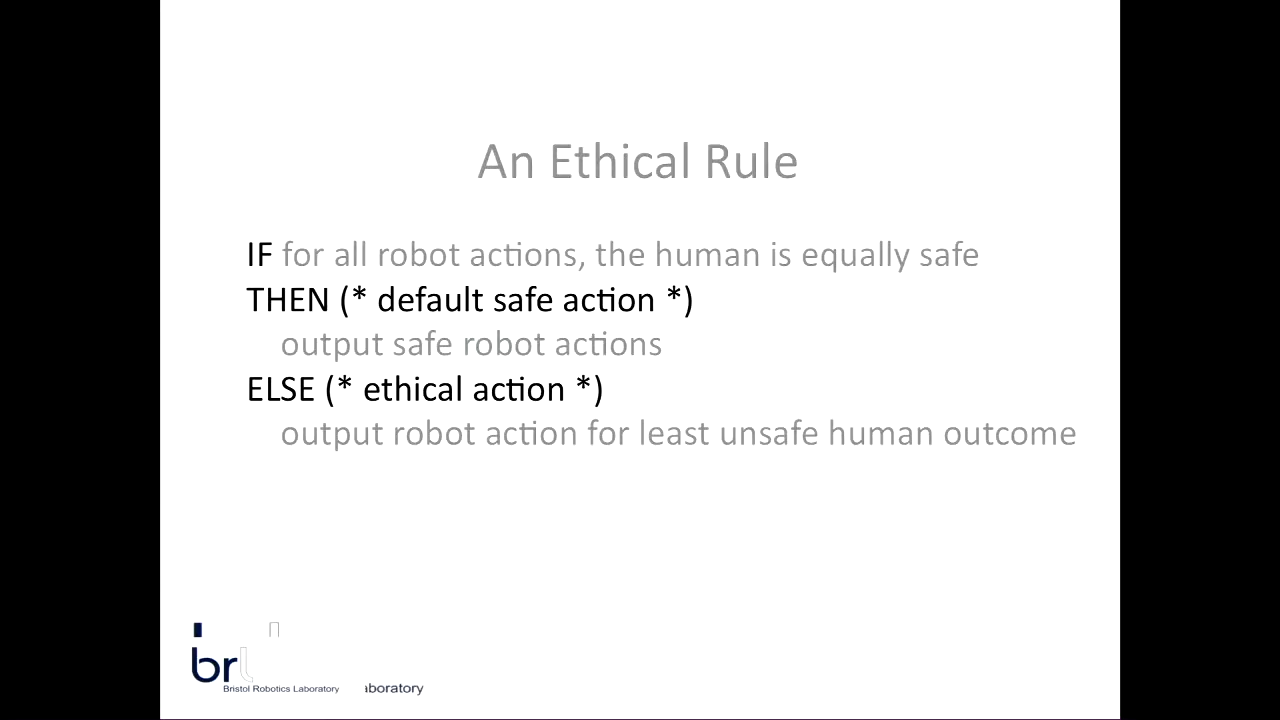 An Ethical Rule
IF for all robot actions, the human is equally safe
THEN (* default safe action *)
output safe robot actions
ELSE (* ethical action *)
output robot action for least unsafe human outcome
brl
Bristol Robotics Laboratory
aboratory